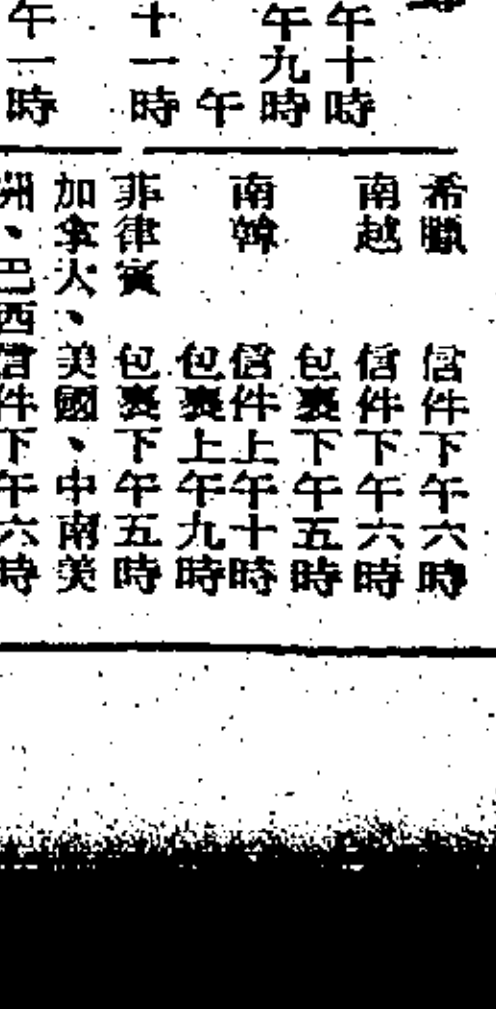 午十時
午九時
午
十一時
午一時
希臘　信件下午六時
南越　信件下午六時
包裹下午五時
南韓　信件上午十時
包裹上午九時
菲律賓　包裹下午五時
加拿大、美國、中南美
洲、巴西信件下午六時